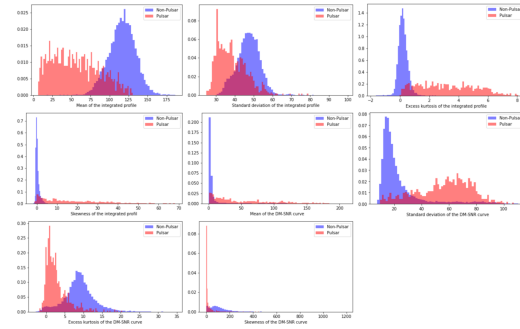 0.025
0.020
0.015
0.010
0.005
0.000
0 25 50 75 100 125 150 175
Mean of the integrated profile
Non-Pulsar
Pulsar
0.08
0.06
0.04
0.02
0.00
30 40 50 60 70 80 90 100
Standard deviation of the integrated profile
Non-Pulsar
Pulsar
1.4
1.2
1.0
0.8
0.6
0.4
0.2
0.0
−2 0 2 4 6 8
Excess kurtosis of the integrated profile
Non-Pulsar
Pulsar
0.7
0.6
0.5
0.4
0.3
0.2
0.1
0.0
0 10 20 30 40 50 60 70
Skewness of the integrated profil
Non-Pulsar
Pulsar
0.200
0.175
0.150
0.125
0.100
0.075
0.050
0.025
0.000
0 50 100 150 200
Mean of the DM-SNR curve
Non-Pulsar
Pulsar
0.08
0.07
0.06
0.05
0.04
0.03
0.02
0.01
0.00
20 40 60 80 100
Standard deviation of the DM-SNR curve
Non-Pulsar
Pulsar
0.30
0.25
0.20
0.15
0.10
0.05
0.00
0 5 10 15 20 25 30 35
Excess kurtosis of the DM-SNR curve
Non-Pulsar
Pulsar
0.08
0.06
0.04
0.02
0.00
0 200 400 600 800 1000 1200
Skewness of the DM-SNR curve
Non-Pulsar
Pulsar